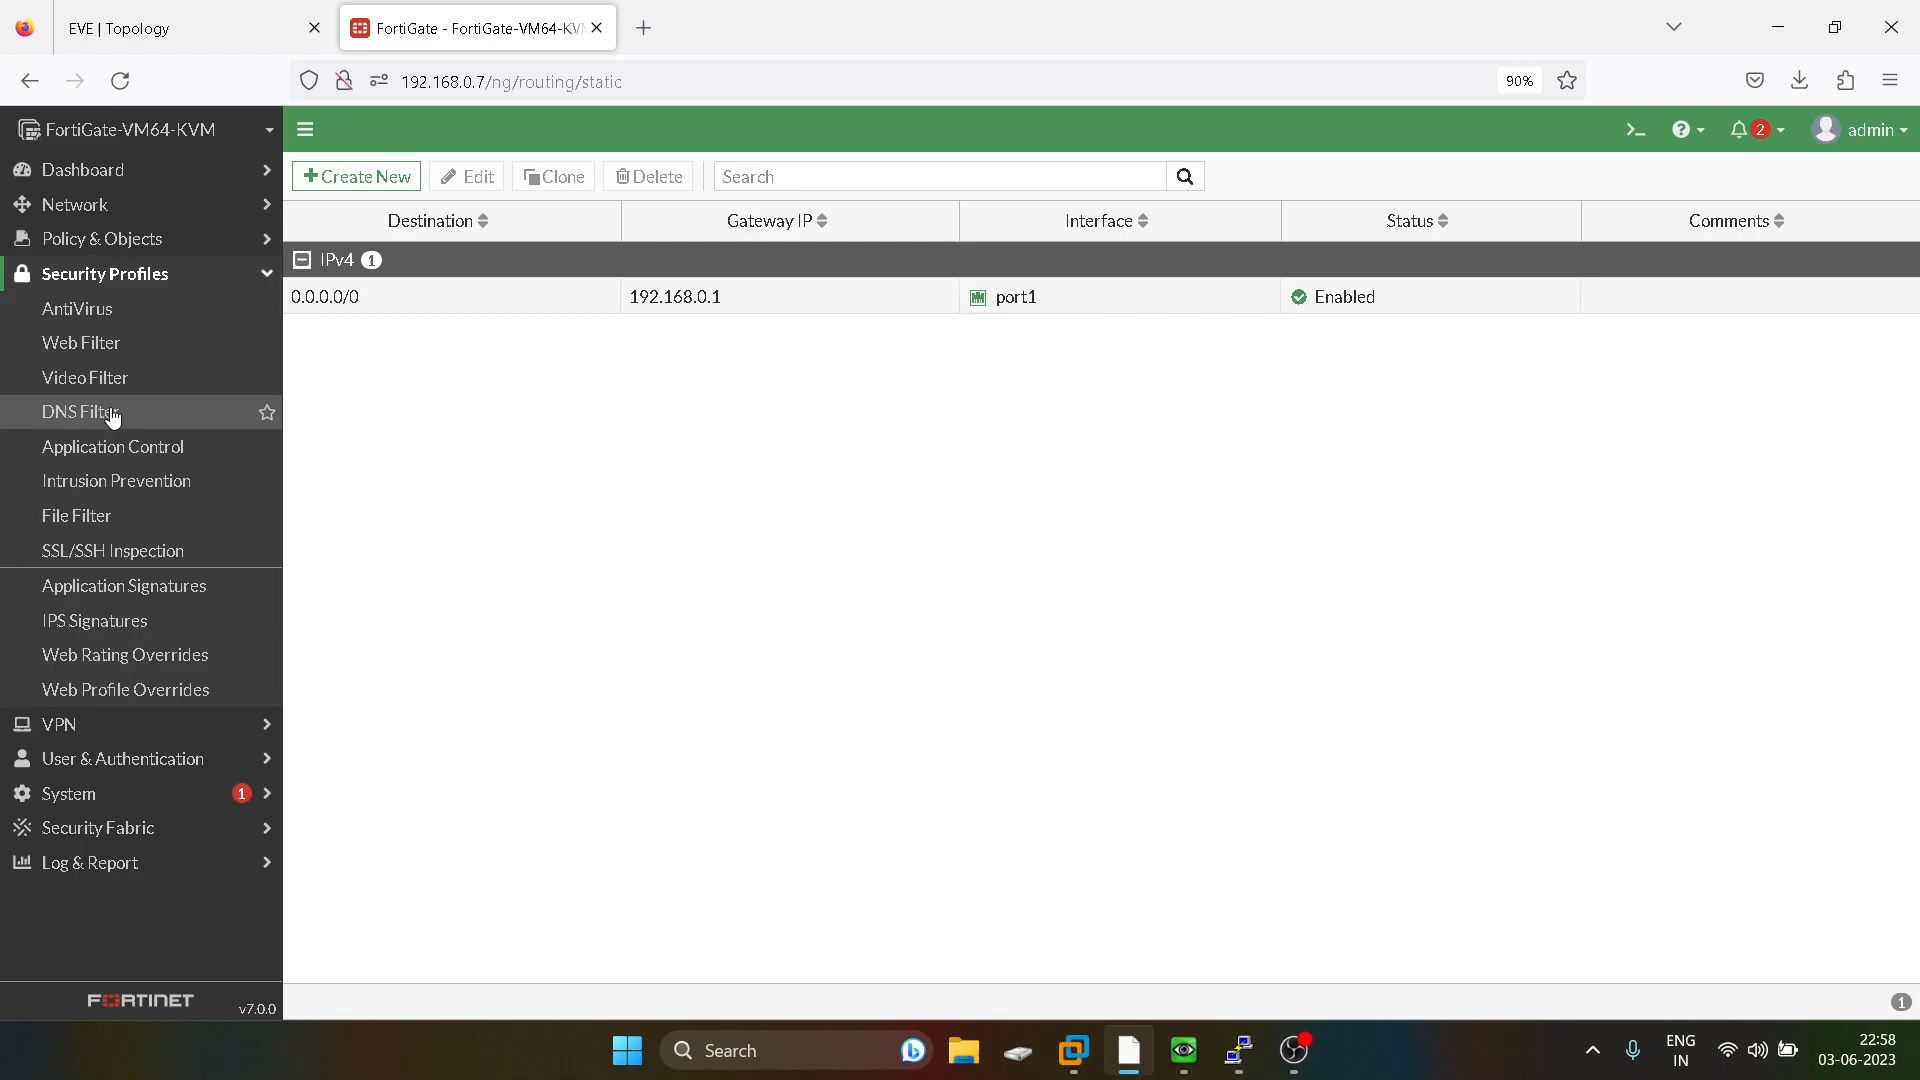 EVE | Topology
FortiGate - FortiGate-VM64-KV
192.168.0.7/ng/routing/static
90%
FortiGate-VM64-KVM
admin
2
Dashboard
Network
Policy & Objects
Security Profiles
AntiVirus
Web Filter
Video Filter
DNS Filter
Application Control
Intrusion Prevention
File Filter
SSL/SSH Inspection
Application Signatures
IPS Signatures
Web Rating Overrides
Web Profile Overrides
VPN
User & Authentication
System 1
Security Fabric
Log & Report
FORTINET v7.0.0
Create New Edit Clone Delete Search
Destination Gateway IP Interface Status Comments
IPv4 1
0.0.0.0/0 192.168.0.1 port1 Enabled
1
Search
ENG
IN
22:58
03-06-2023